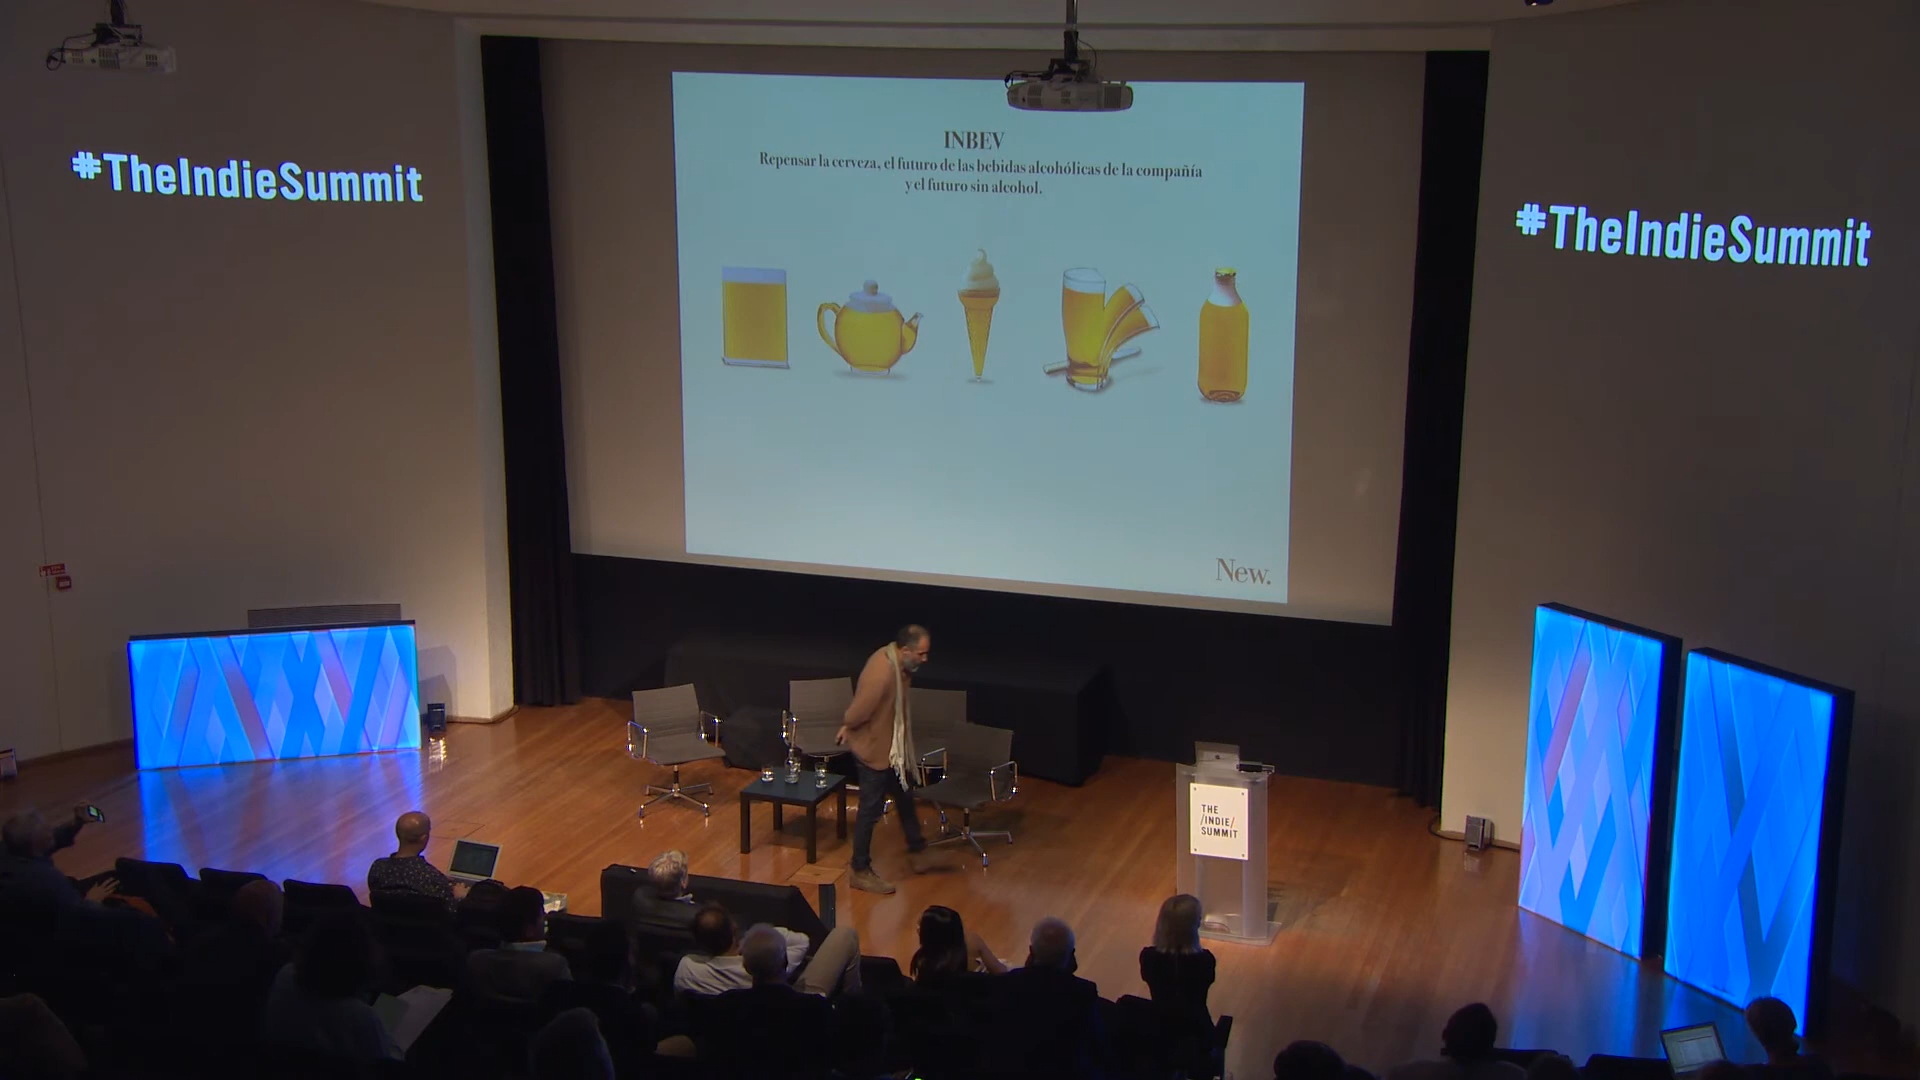 #TheIndieSummit
INBEV
Repensar la cerveza, el futuro de las bebidas alcohólicas de la compañía
y el futuro sin alcohol.
New.
#TheIndieSummit
THE
/INDIE/
SUMMIT